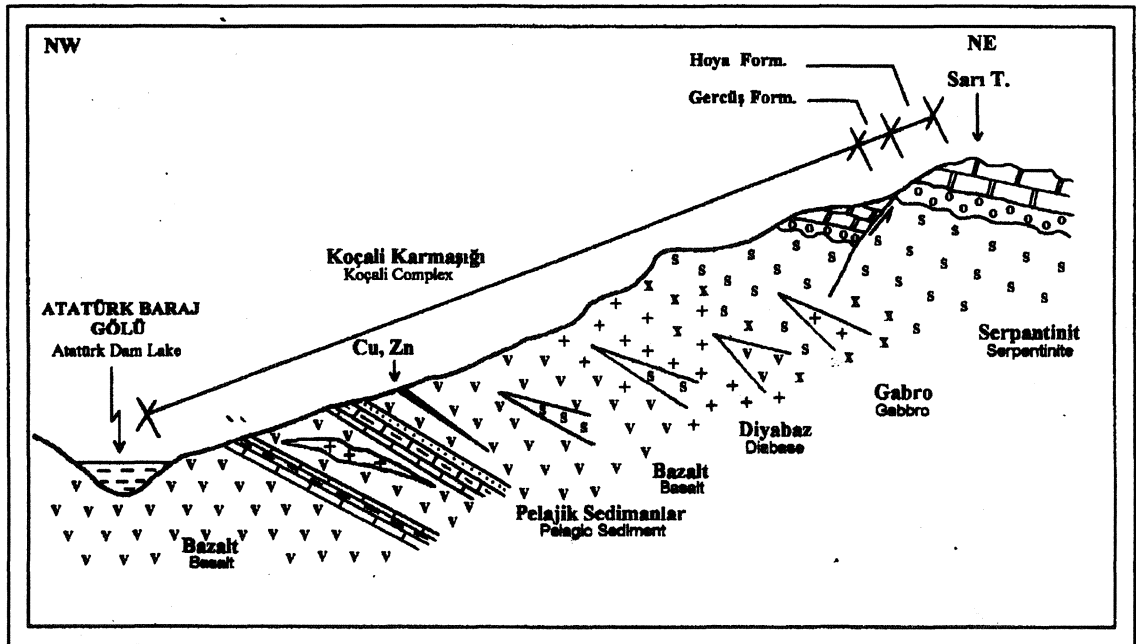 NW
NE
Hoya Form.
Sarı T.
Gercüş Form.
Koçali Karmaşığı
Koçali Complex
ATATÜRK BARAJ
GÖLÜ
Atatürk Dam Lake
Cu, Zn
Serpantinit
Serpentinite
Gabro
Gabbro
Diyabaz
Diabase
Bazalt
Basalt
Pelajik Sedimanlar
Pelagic Sediment
Bazalt
Basalt